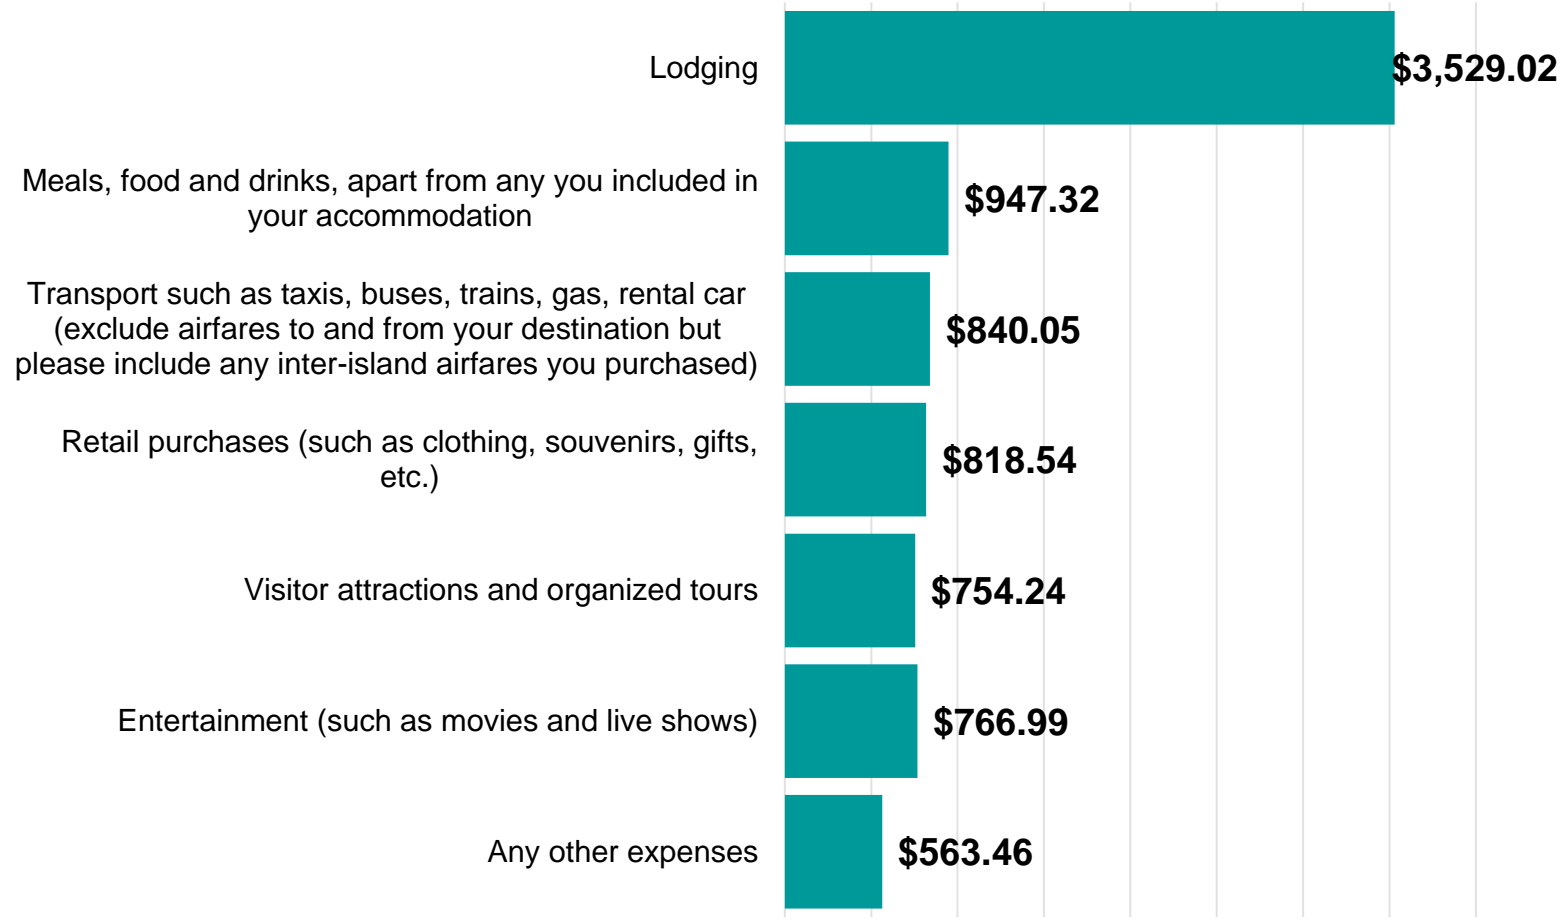 Lodging
$3,529.02
Meals, food and drinks, apart from any you included in
your accommodation
$947.32
Transport such as taxis, buses, trains, gas, rental car
(exclude airfares to and from your destination but
please include any inter-island airfares you purchased)
$840.05
Retail purchases (such as clothing, souvenirs, gifts,
etc.)
$818.54
Visitor attractions and organized tours
$754.24
Entertainment (such as movies and live shows)
$766.99
Any other expenses
$563.46